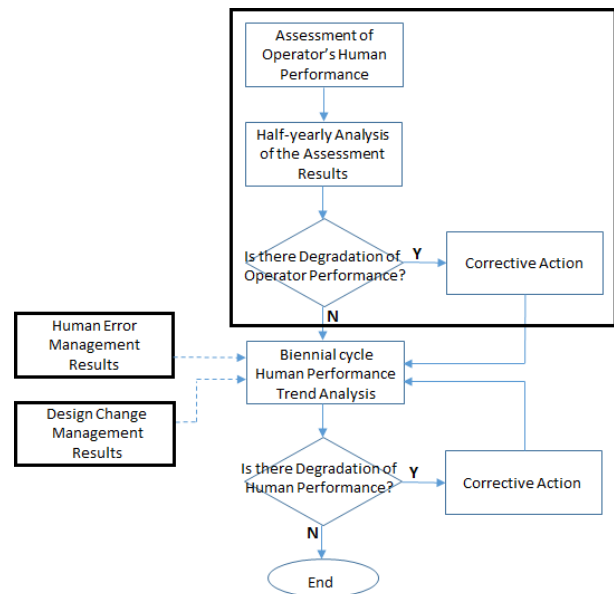 Assessment of
Operator's Human
Performance
Half-yearly Analysis
of the Assessment
Results
Is there Degradation of
Operator Performance?
Y
Corrective Action
N
Human Error
Management
Results
Biennial cycle
Human Performance
Trend Analysis
Design Change
Management
Results
Is there Degradation of
Human Performance?
Y
Corrective Action
N
End